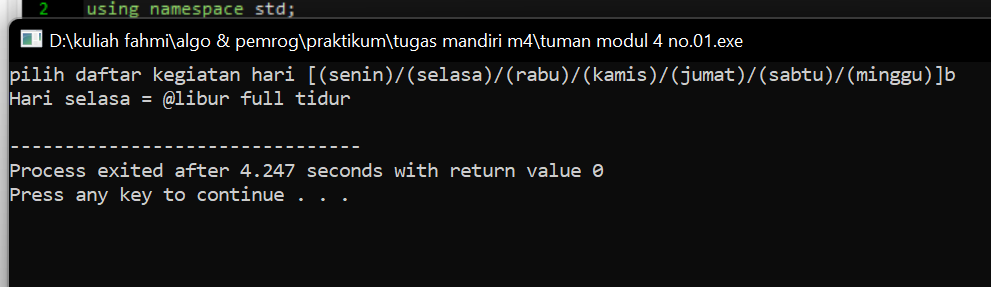 2 using namespace std;
D:\kuliah fahmi\algo & pemrog\praktikum\tugas mandiri m4\tuman modul 4 no.01.exe
pilih daftar kegiatan hari [(senin)/(selasa)/(rabu)/(kamis)/(jumat)/(sabtu)/(minggu)]b
Hari selasa = @libur full tidur
--------------------------------
Process exited after 4.247 seconds with return value 0
Press any key to continue . . .